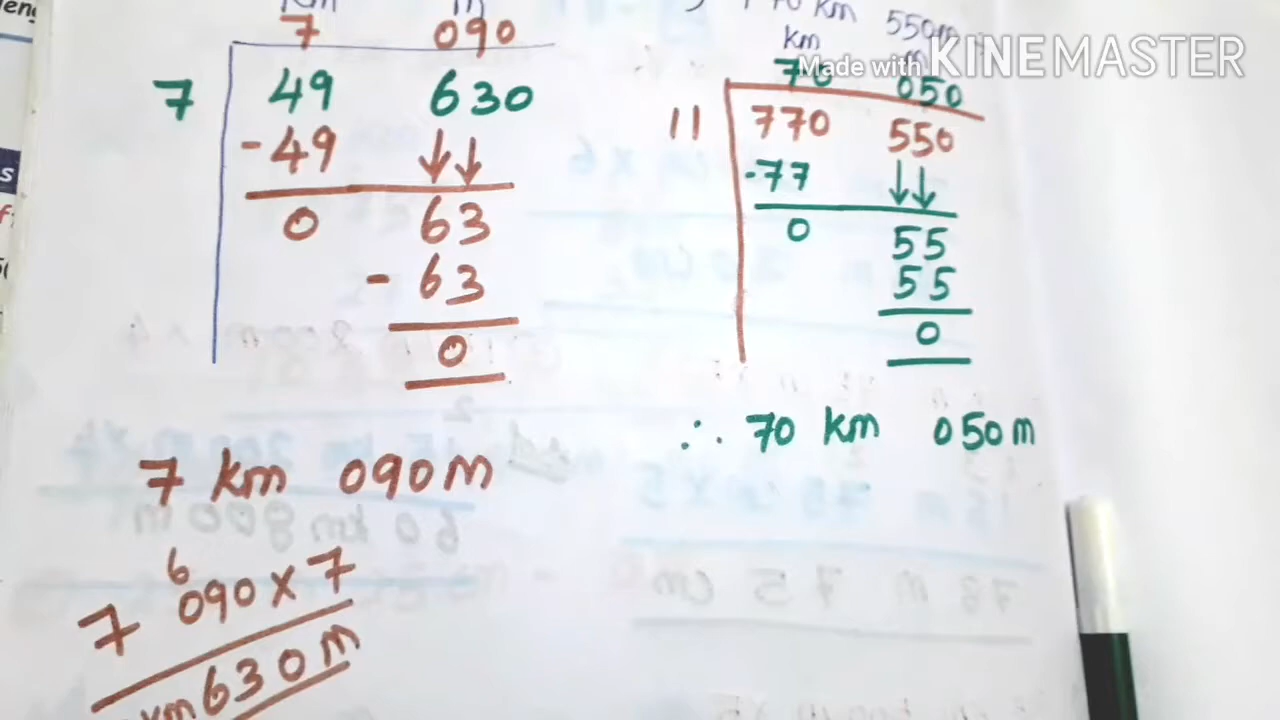 7 090
7 49 630
-49
0 63
- 63
0
7 km 090m
6
7 090 x 7
km 630 m
km 550m
km m
70 050
11 770 550
-77
0 55
55
0
∴ 70 km 050m
Made with KINEMASTER